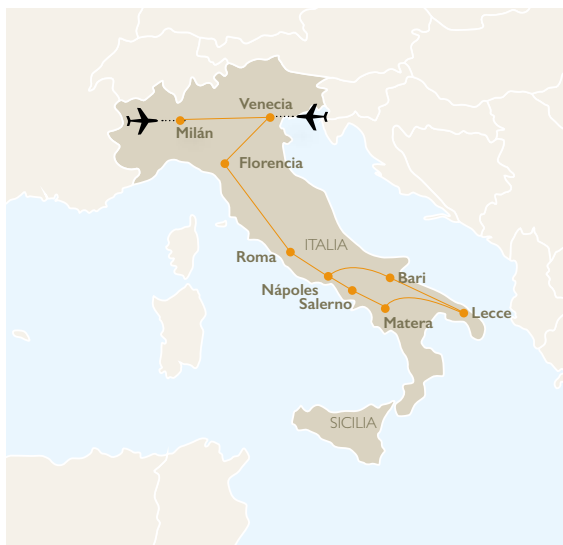 Venecia
Milán
Florencia
ITALIA
Roma
Bari
Nápoles
Salerno
Lecce
Matera
SICILIA